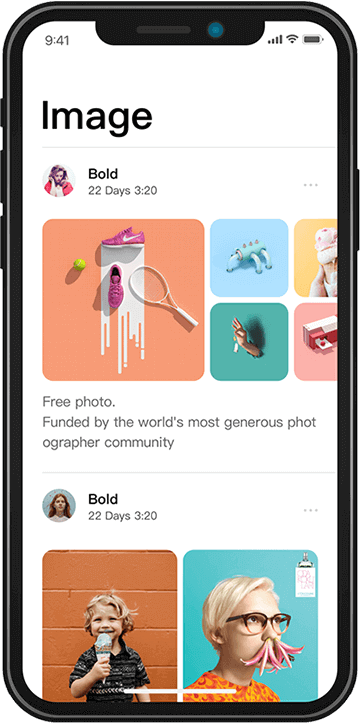 9:41
Image
Bold
22 Days 3:20
Free photo.
Funded by the world's most generous phot
ographer community
Bold
22 Days 3:20